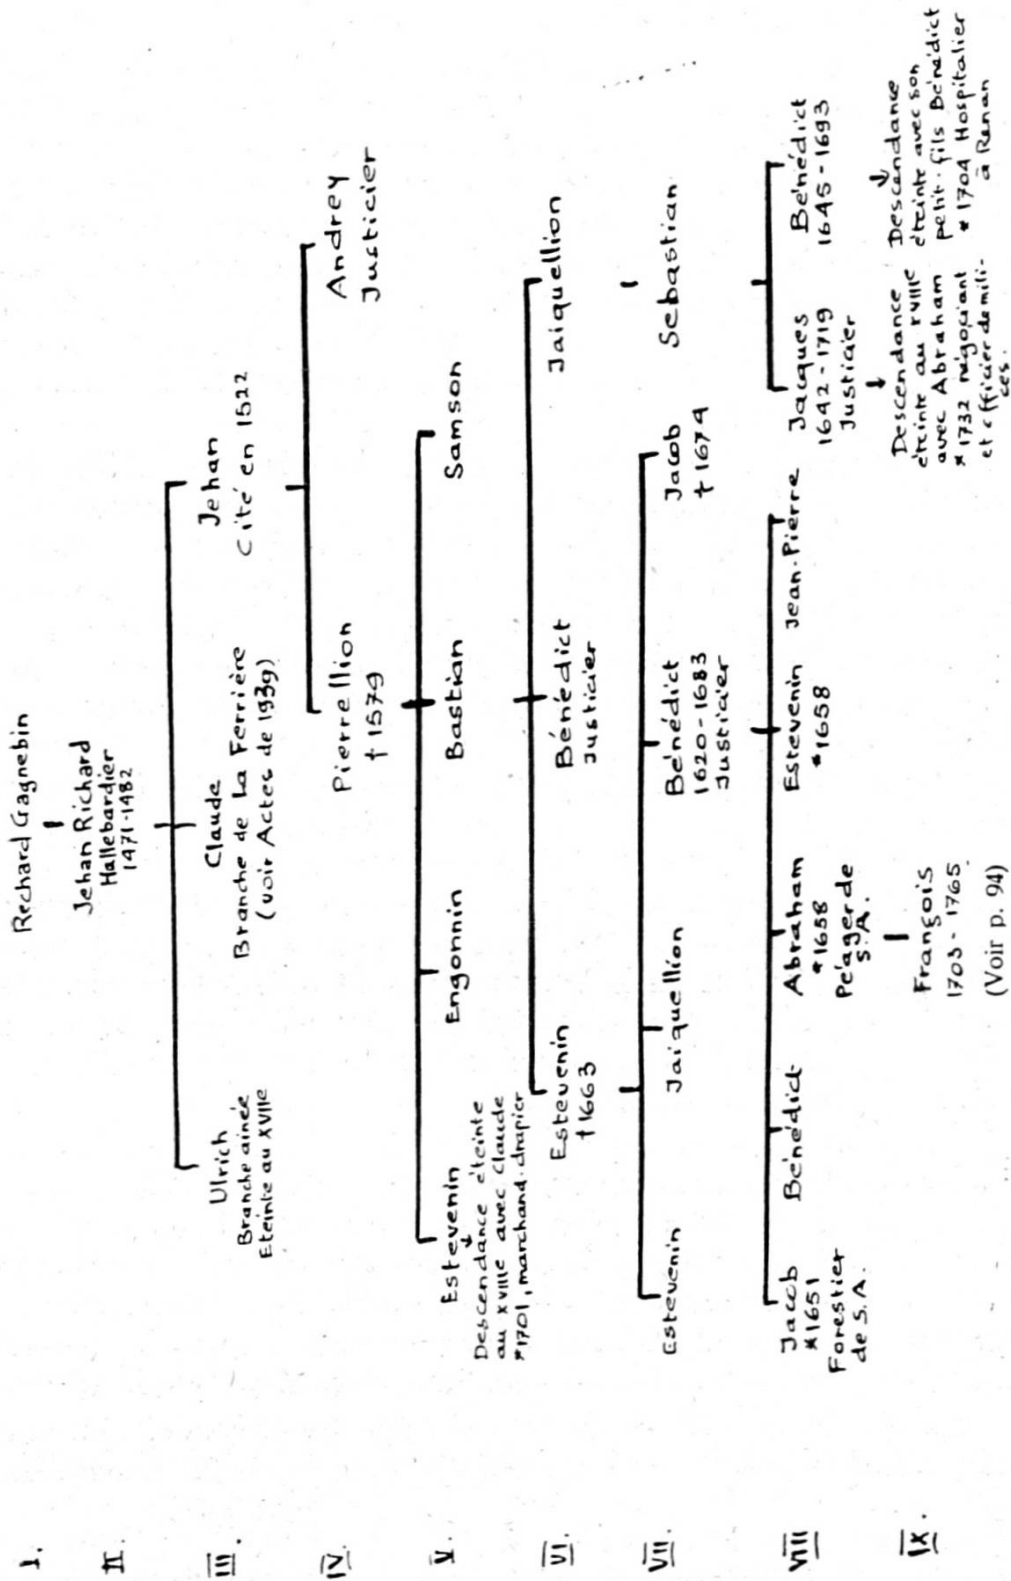 I.
Rechard Gagnebin
II.
Jehan Richard
Hallebardier
1471-1482
III.
Ulrich
Branche ainée
Eteinte au XVIIe
Claude
Branche de La Ferrière
(voir Actes de 1939)
Jehan
Cité en 1522
IV.
Pierrellion
† 1579
Andrey
Justicier
V.
Estevenin
↓
Descendance éteinte
au XVIIIe avec Claude
*1701, marchand-drapier
Engonnin
Bastian
Samson
VI.
Estevenin
† 1663
Bénédict
Justicier
Jaiquellion
VII.
Estevenin
Jaiquellion
Bénédict
1620-1683
Justicier
Jacob
† 1674
Sebastian
VIII
Jacob
*1651
Forestier
de S.A.
Bénédict
Abraham
*1658
Péager de
S.A.
Estevenin
*1658
Jean-Pierre
Jacques
1642-1719
Justicier
↓
Descendance
éteinte au XVIIIe
avec Abraham
* 1732 négociant
et officier de mili-
ces.
Bénédict
1645-1693
↓
Descendance
éteinte avec son
petit-fils Bénédict
*1704 Hospitalier
à Renan
IX.
François
1703-1765
(Voir p. 94)